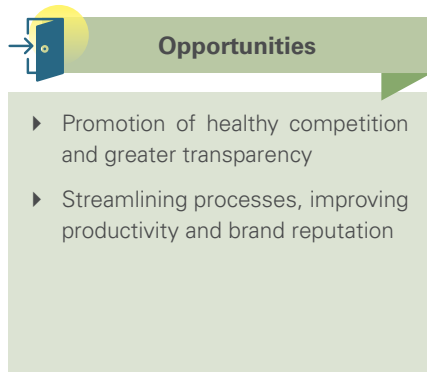 Opportunities
Promotion of healthy competition
and greater transparency
Streamlining processes, improving
productivity and brand reputation